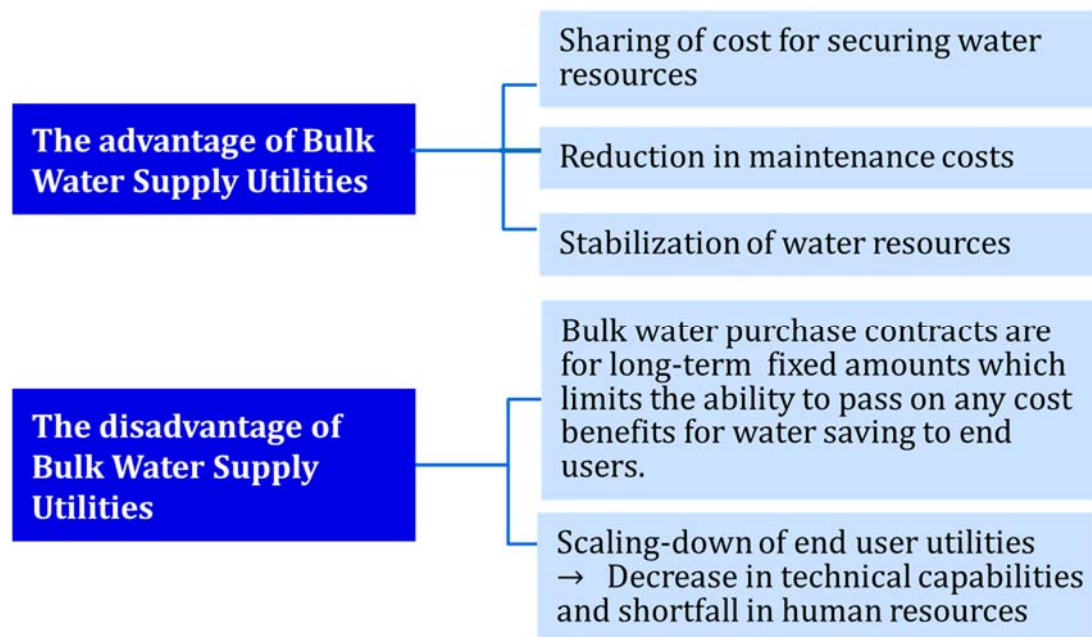 The advantage of Bulk
Water Supply Utilities
Sharing of cost for securing water
resources
Reduction in maintenance costs
Stabilization of water resources
The disadvantage of
Bulk Water Supply
Utilities
Bulk water purchase contracts are
for long-term fixed amounts which
limits the ability to pass on any cost
benefits for water saving to end
users.
Scaling-down of end user utilities
→ Decrease in technical capabilities
and shortfall in human resources